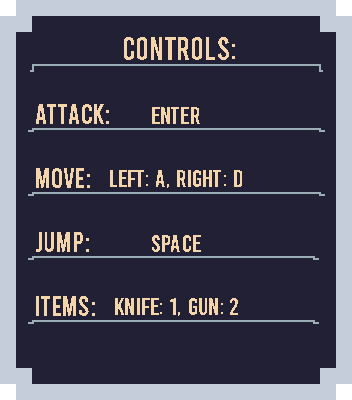 CONTROLS:
ATTACK: ENTER
MOVE: LEFT: A, RIGHT: D
JUMP: SPACE
ITEMS: KNIFE: 1, GUN: 2